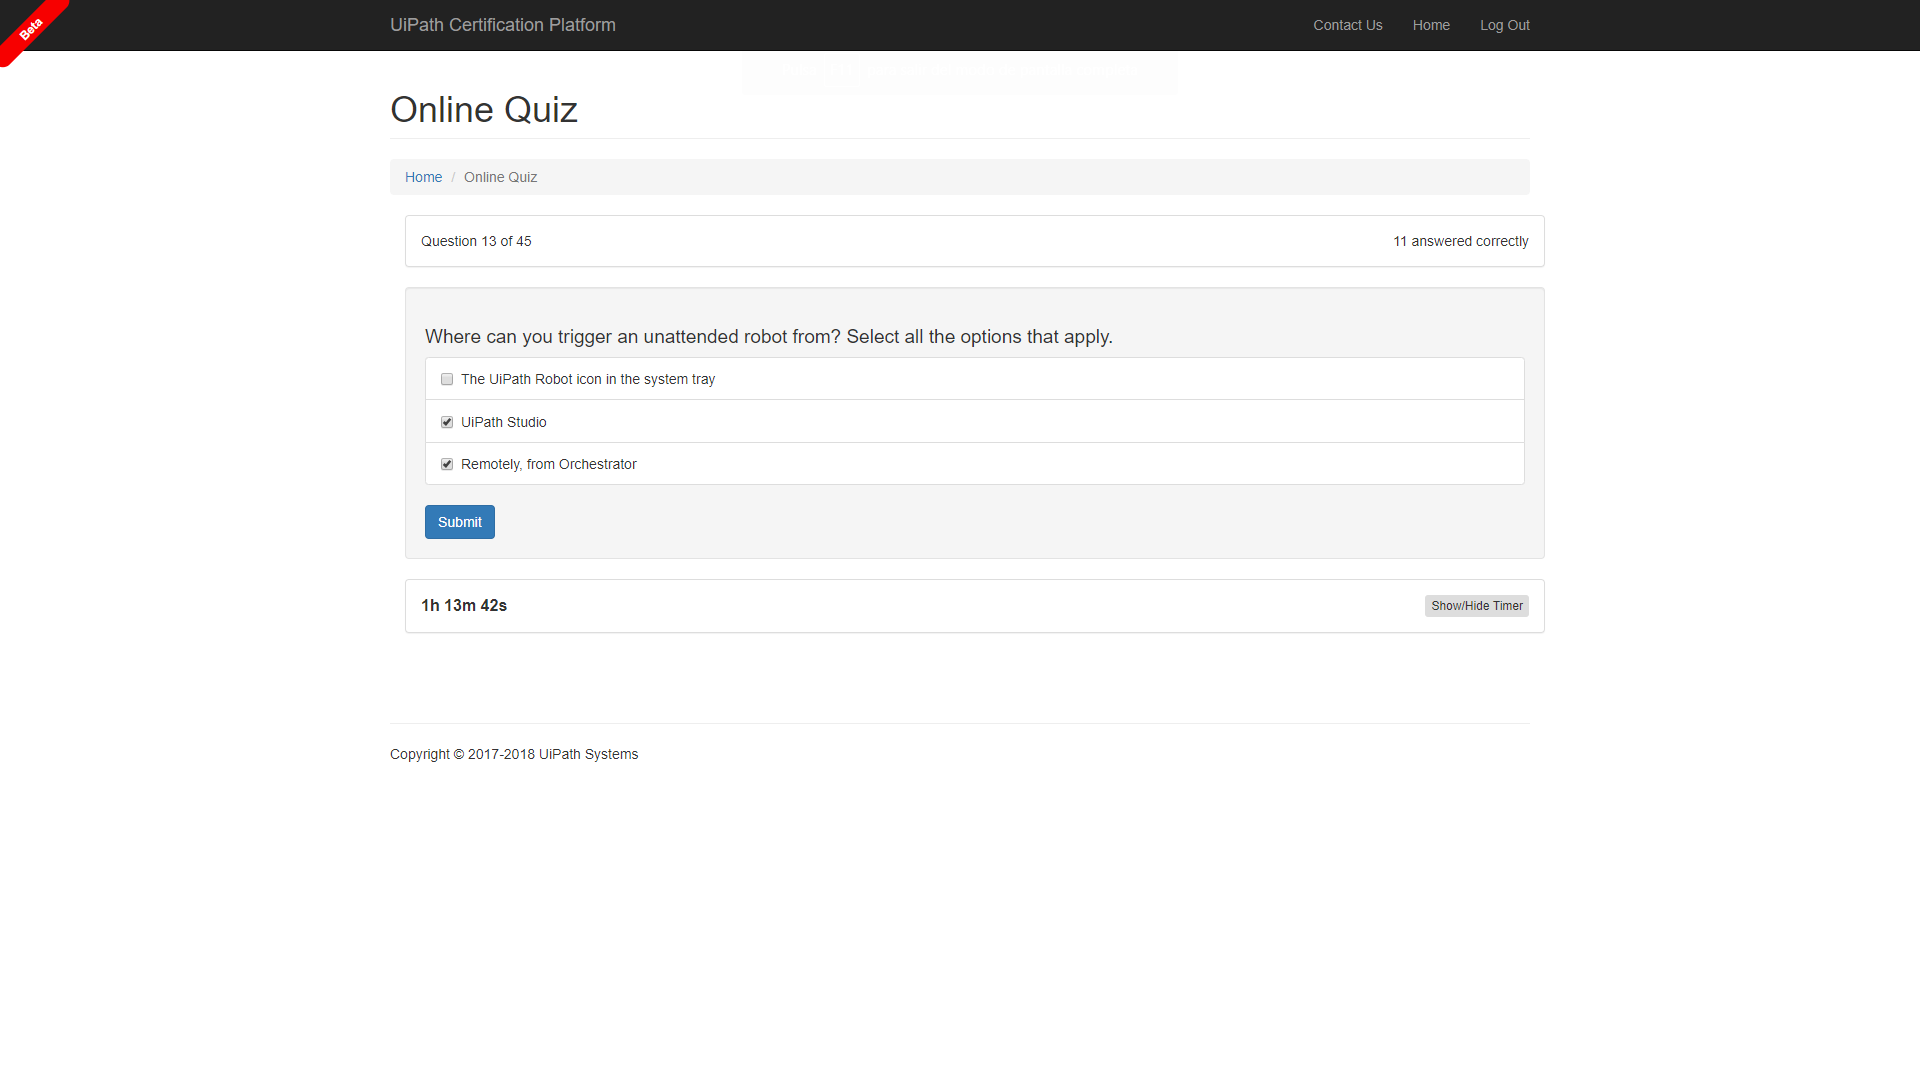 Beta
UiPath Certification Platform
Contact Us Home Log Out
Online Quiz
Home / Online Quiz
Question 13 of 45 11 answered correctly
Where can you trigger an unattended robot from? Select all the options that apply.
The UiPath Robot icon in the system tray
UiPath Studio
Remotely, from Orchestrator
Submit
1h 13m 42s Show/Hide Timer
Copyright © 2017-2018 UiPath Systems